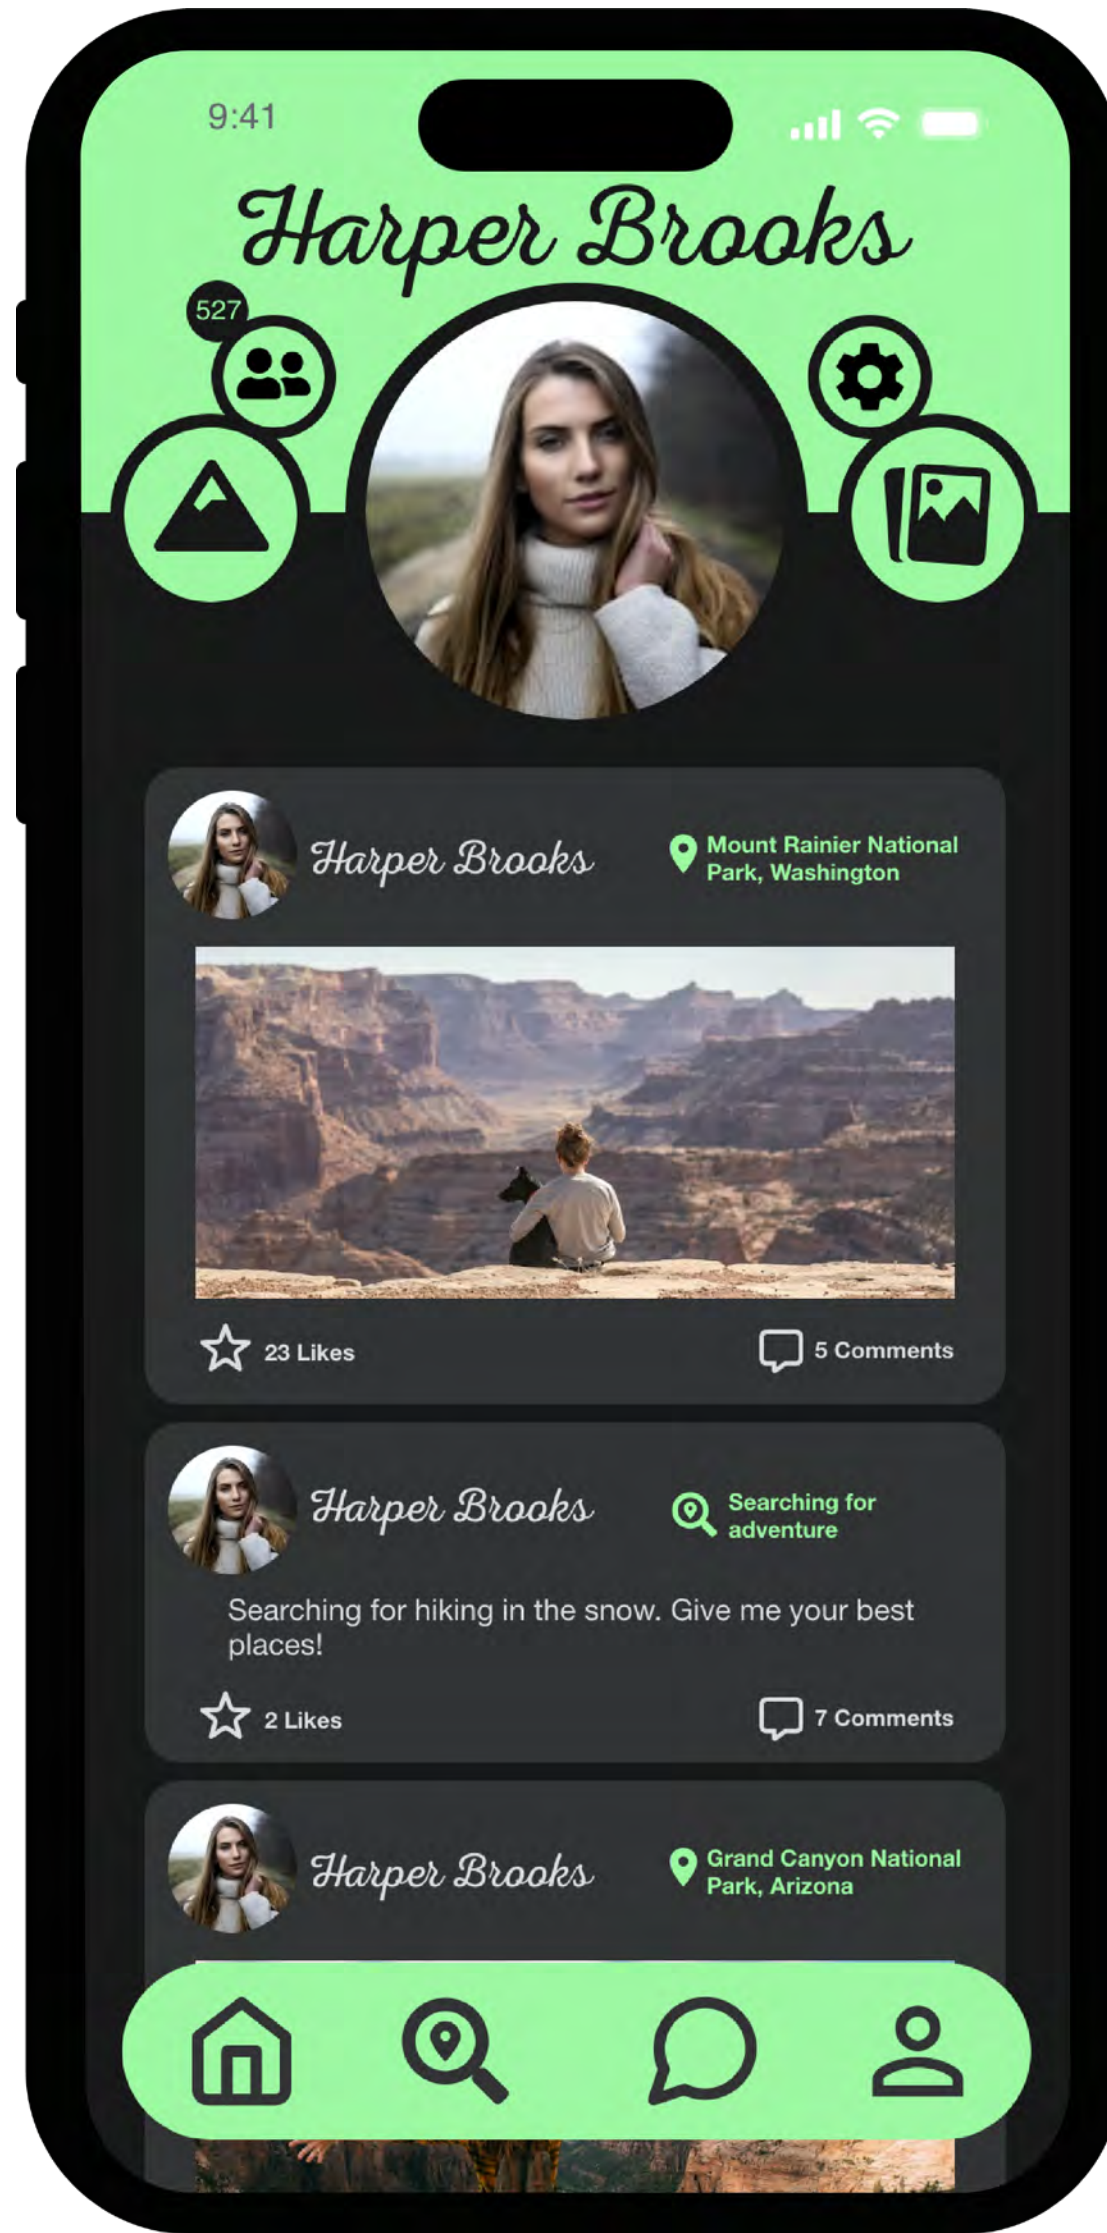 9:41
Harper Brooks
527
Harper Brooks
Mount Rainier National
Park, Washington
23 Likes
5 Comments
Harper Brooks
Searching for
adventure
Searching for hiking in the snow. Give me your best
places!
2 Likes
7 Comments
Harper Brooks
Grand Canyon National
Park, Arizona